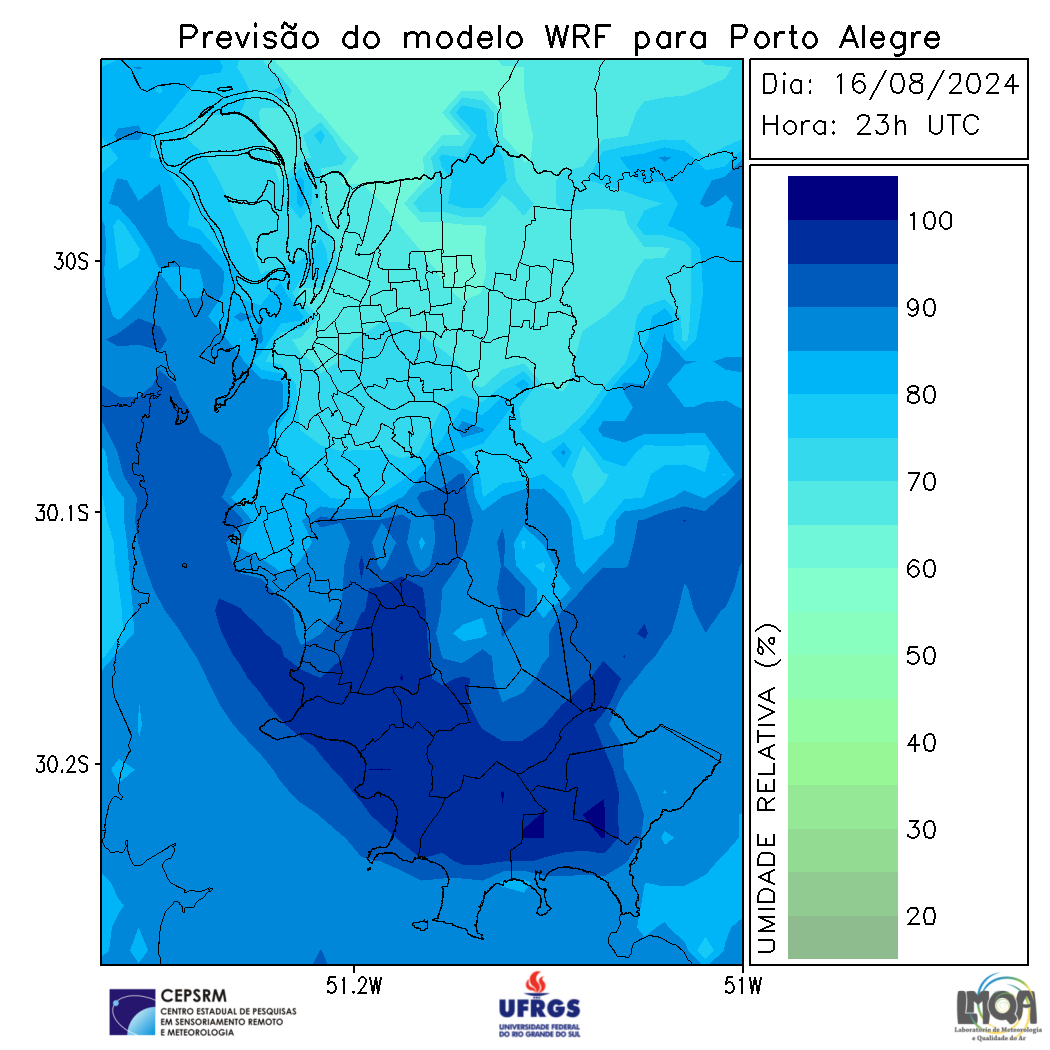 Previsão do modelo WRF para Porto Alegre
Dia: 16/08/2024
Hora: 23h UTC
30S
30.1S
30.2S
51.2W
51W
100
90
80
70
60
50
40
30
20
UMIDADE RELATIVA (%)
CEPSRM
CENTRO ESTADUAL DE PESQUISAS
EM SENSORIAMENTO REMOTO
E METEOROLOGIA
UFRGS
UNIVERSIDADE FEDERAL
DO RIO GRANDE DO SUL
LMQA
Laboratório de Meteorologia
e Qualidade do Ar